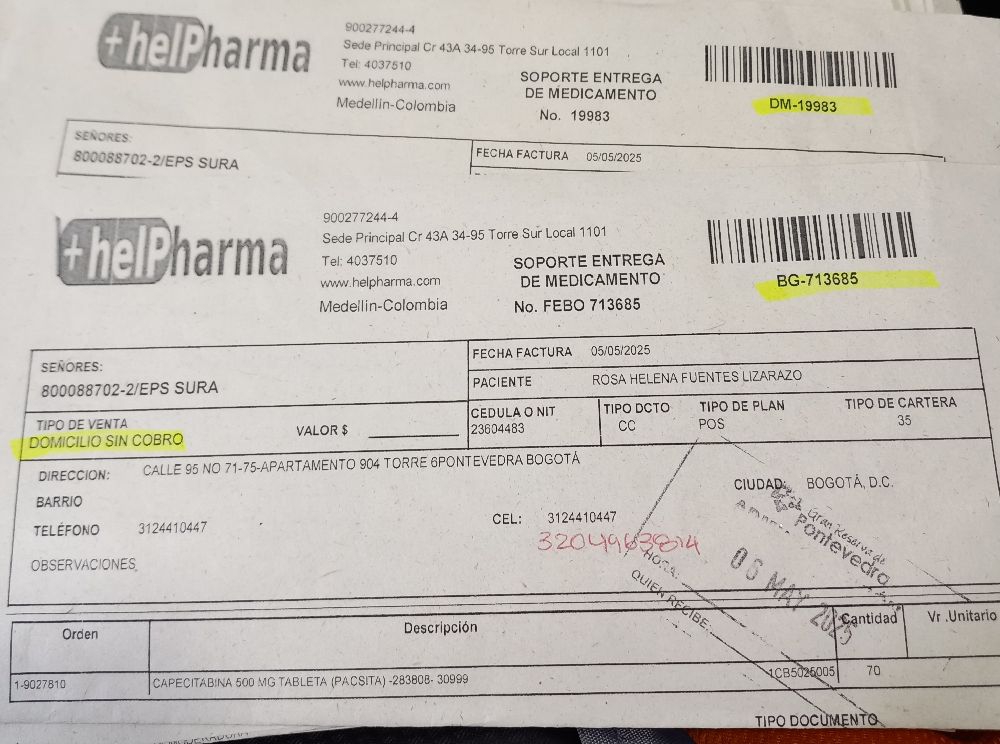 +helPharma
900277244-4
Sede Principal Cr 43A 34-95 Torre Sur Local 1101
Tel: 4037510
www.helpharma.com
Medellin-Colombia
SOPORTE ENTREGA
DE MEDICAMENTO
No. 19983
DM-19983
SEÑORES:
800088702-2/EPS SURA
FECHA FACTURA 05/05/2025
+helPharma
900277244-4
Sede Principal Cr 43A 34-95 Torre Sur Local 1101
Tel: 4037510
www.helpharma.com
Medellin-Colombia
SOPORTE ENTREGA
DE MEDICAMENTO
No. FEBO 713685
BG-713685
SEÑORES:
800088702-2/EPS SURA
FECHA FACTURA 05/05/2025
PACIENTE ROSA HELENA FUENTES LIZARAZO
TIPO DE VENTA
DOMICILIO SIN COBRO
VALOR $
CEDULA O NIT
23604483
TIPO DCTO
CC
TIPO DE PLAN
POS
TIPO DE CARTERA
35
DIRECCION: CALLE 95 NO 71-75-APARTAMENTO 904 TORRE 6PONTEVEDRA BOGOTÁ
CIUDAD: BOGOTÁ, D.C.
BARRIO
TELÉFONO 3124410447
CEL: 3124410447
OBSERVACIONES
Gran Reserva de
Pontevedra
06 MAY 2025
HORA:
QUIEN RECIBE:
Orden Descripción Cantidad Vr .Unitario
1-9027810 CAPECITABINA 500 MG TABLETA (PACSITA) -283808- 30999 1CB5025005 70
TIPO DOCUMENTO